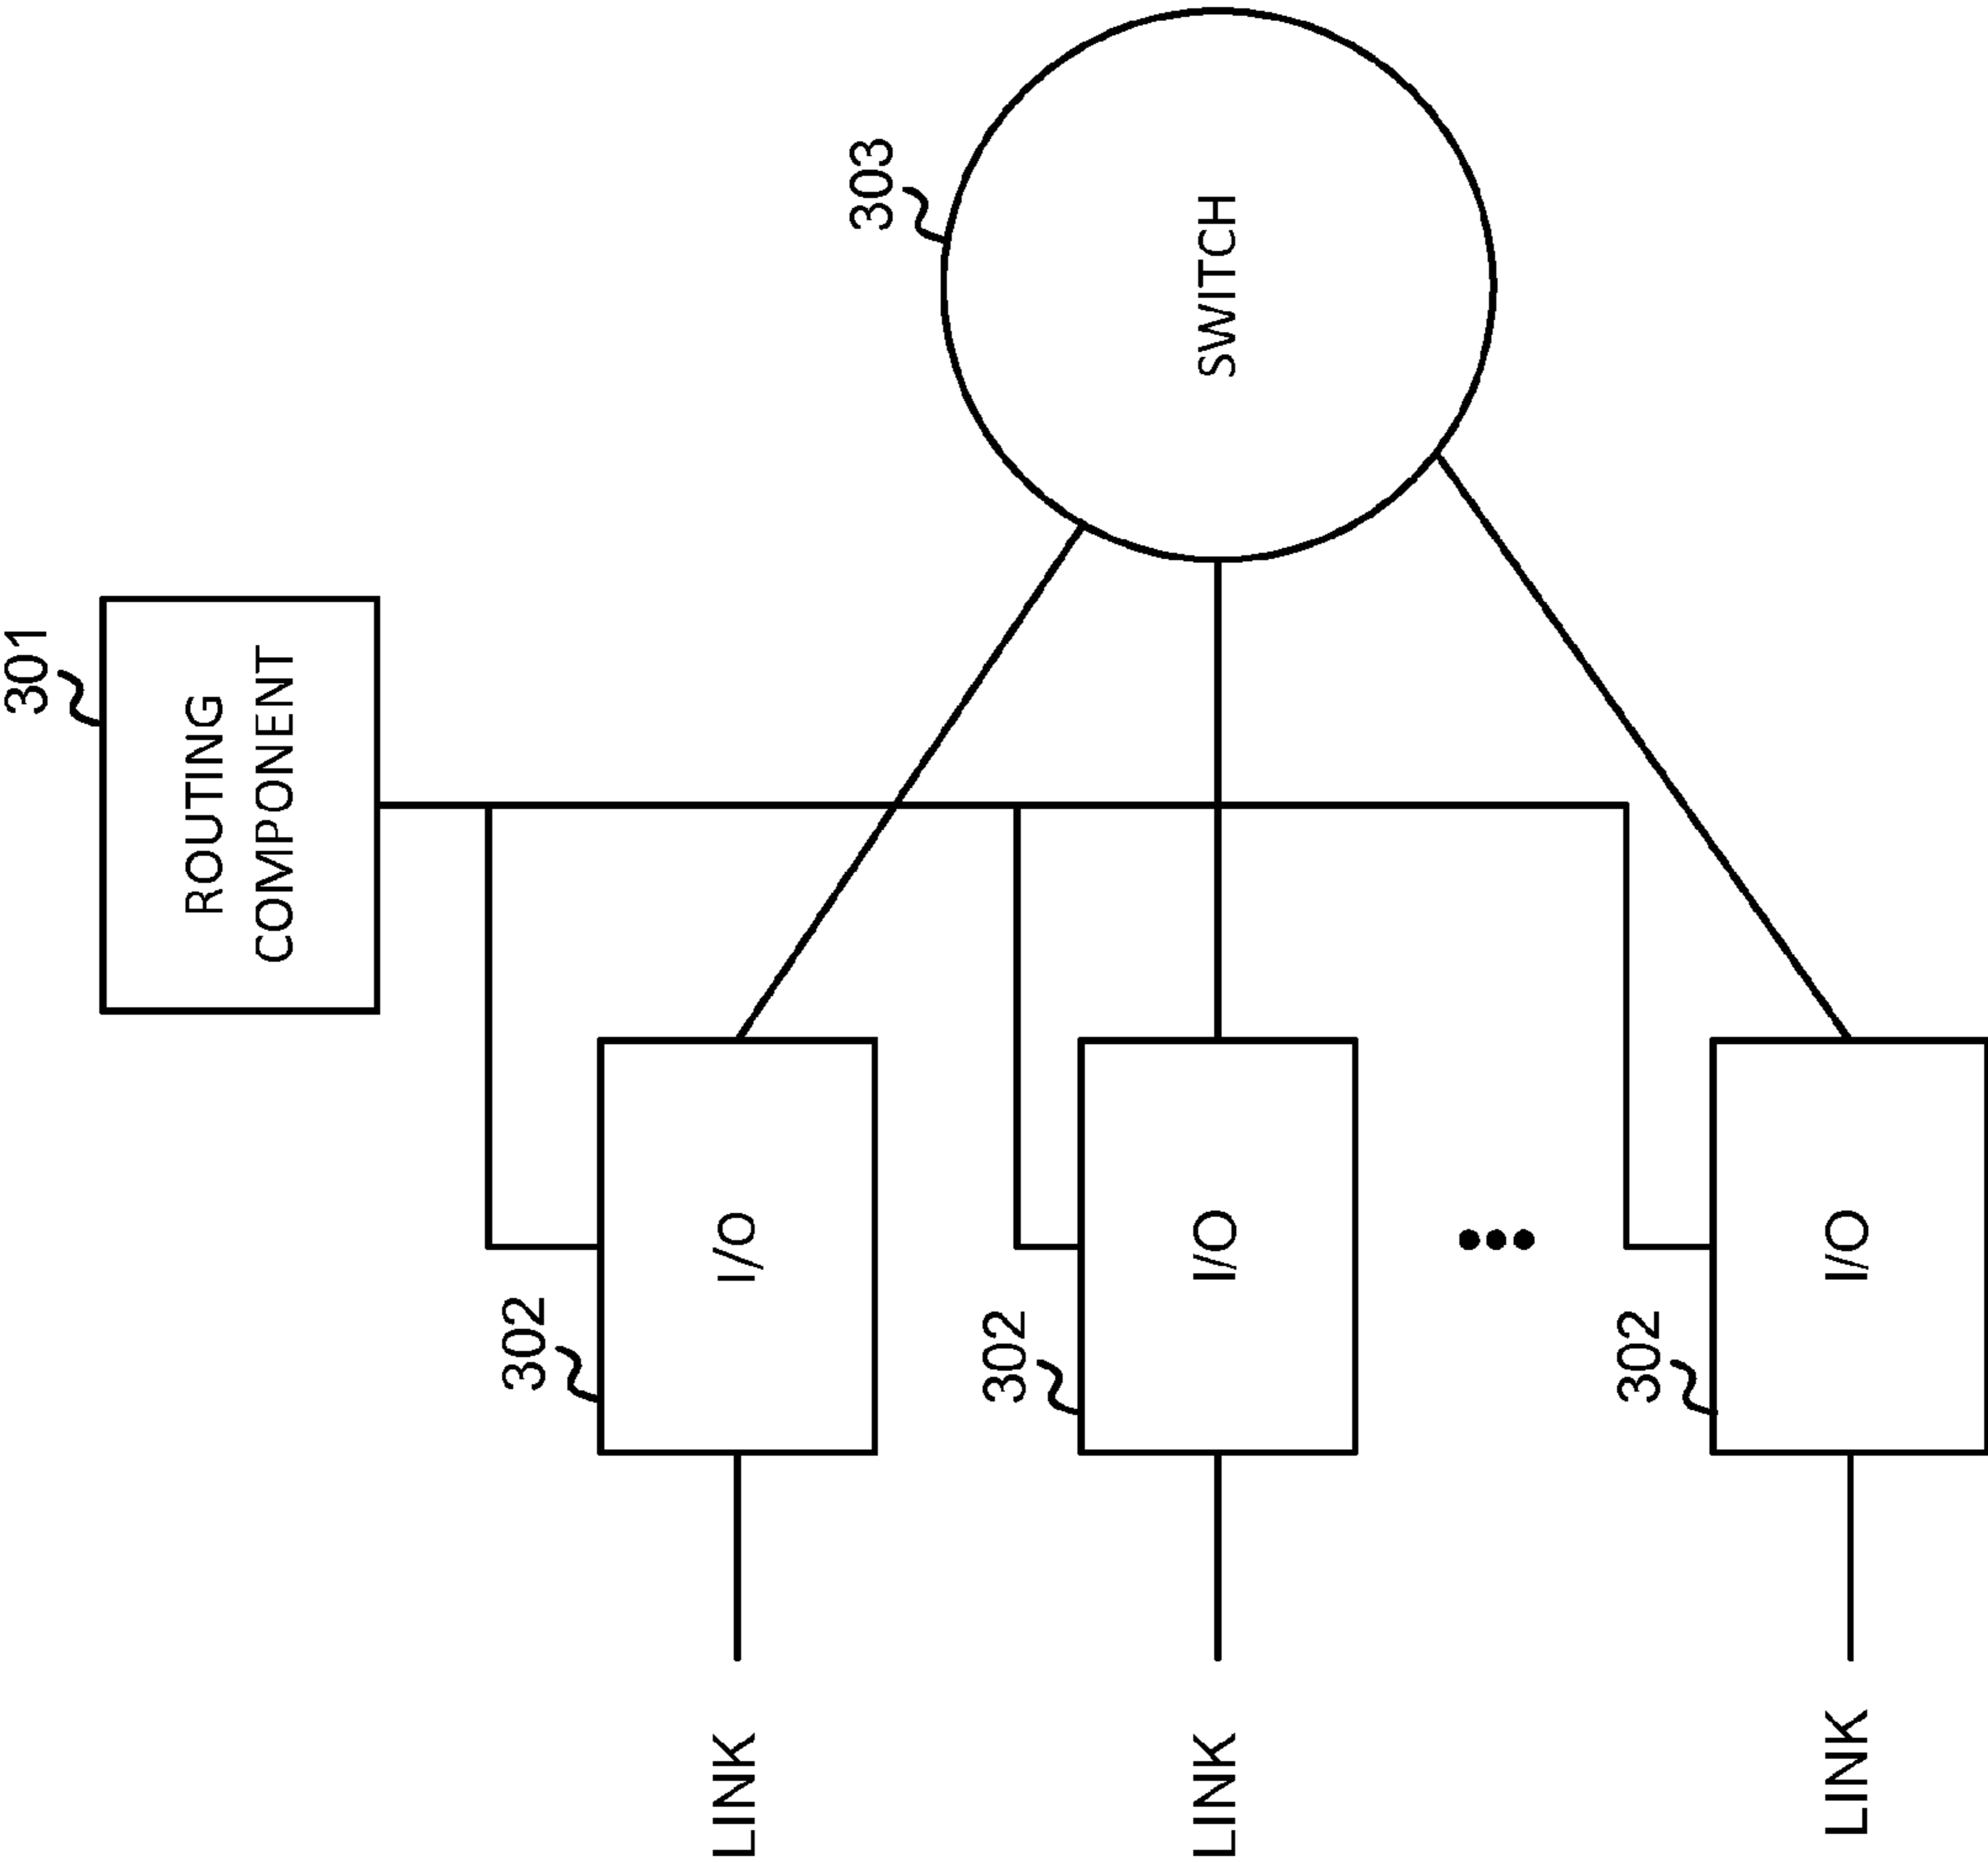 301
ROUTING
COMPONENT
302
I/O
LINK
303
SWITCH
302
I/O
LINK
302
I/O
LINK